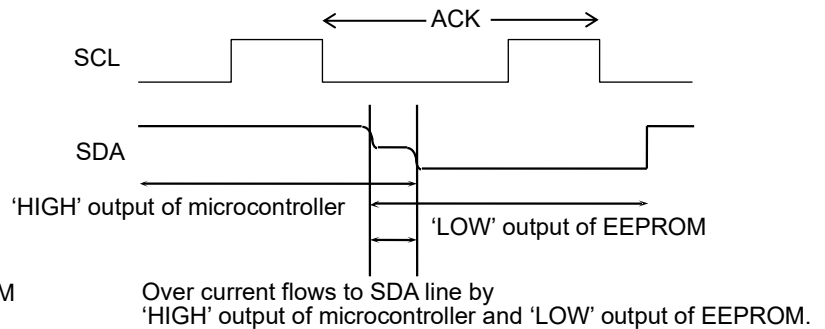 ACK
SCL
SDA
'HIGH' output of microcontroller
'LOW' output of EEPROM
M
Over current flows to SDA line by
'HIGH' output of microcontroller and 'LOW' output of EEPROM.